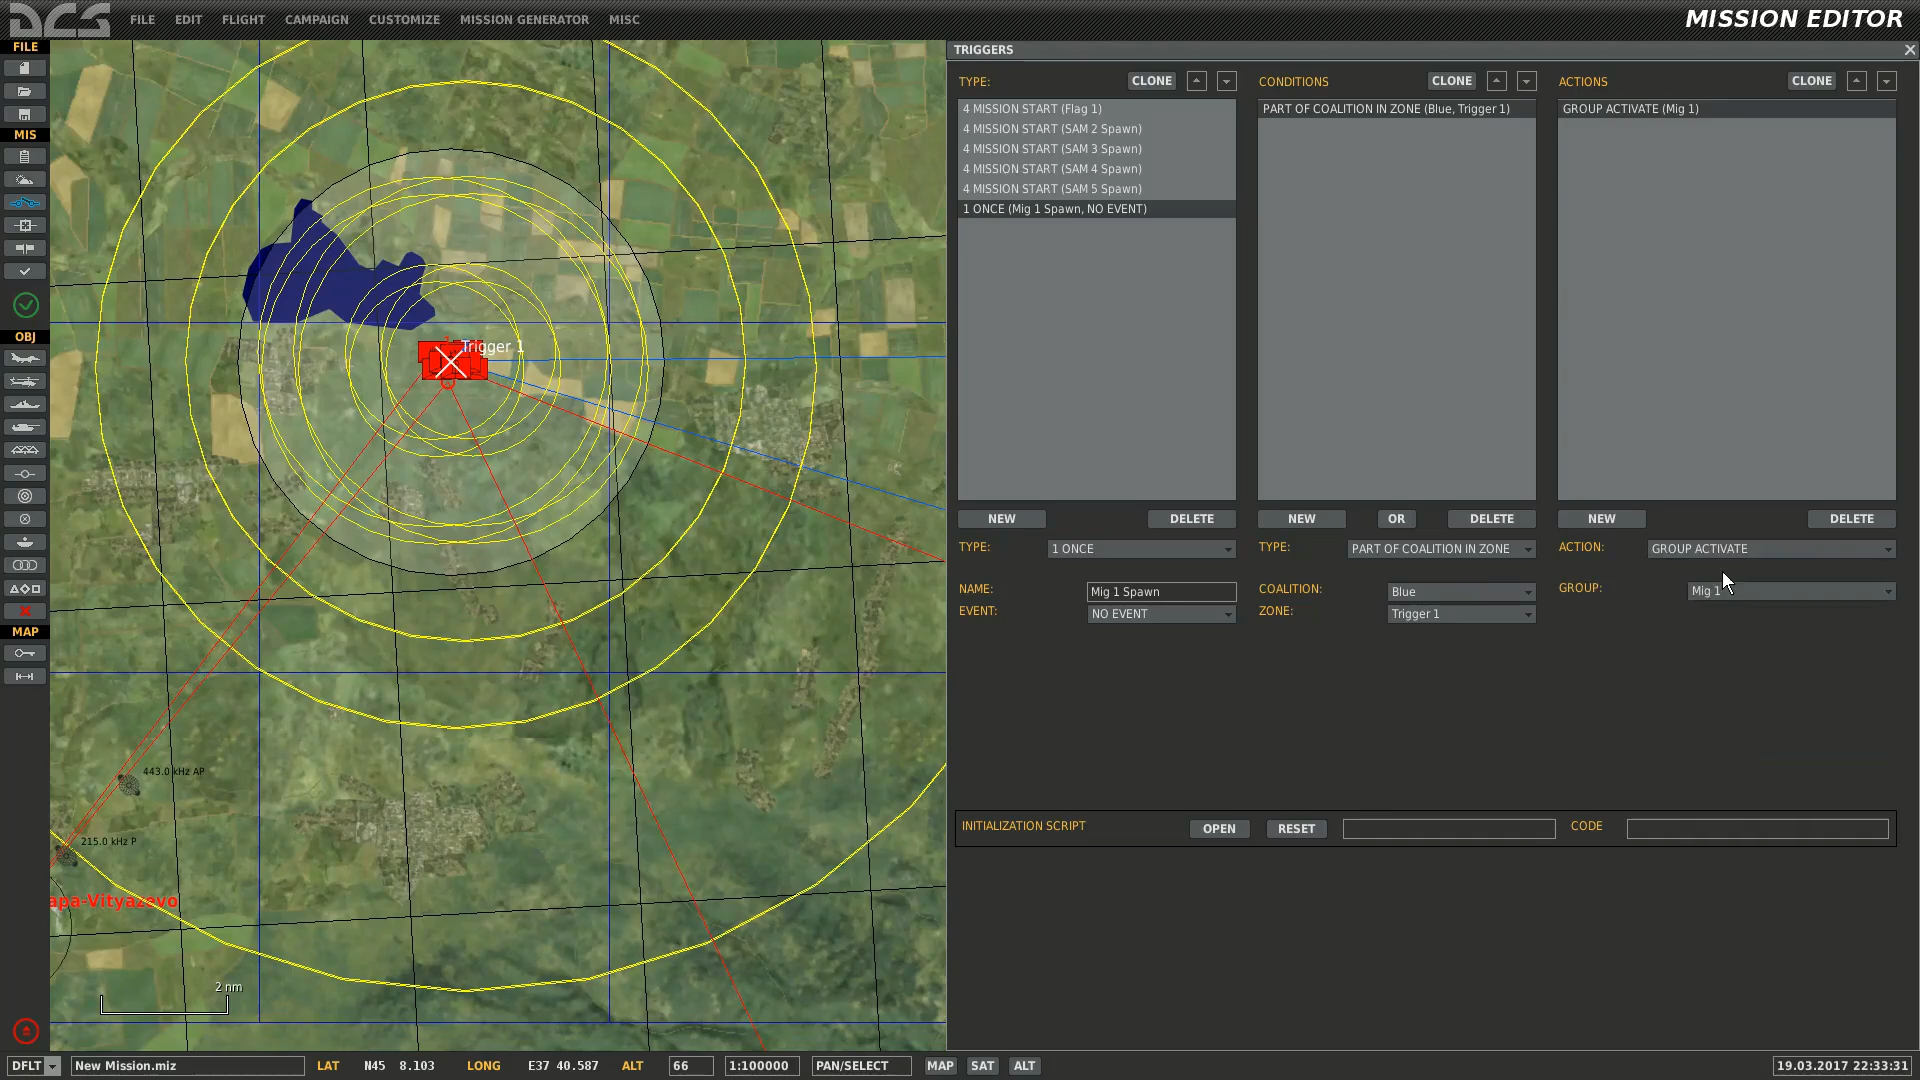 DCS
FILE EDIT FLIGHT CAMPAIGN CUSTOMIZE MISSION GENERATOR MISC
MISSION EDITOR
FILE
MIS
OBJ
MAP
Trigger 1
443.0 kHz AP
215.0 kHz P
apa-Vityazevo
2 nm
TRIGGERS
TYPE: CLONE
CONDITIONS CLONE
ACTIONS CLONE
4 MISSION START (Flag 1)
4 MISSION START (SAM 2 Spawn)
4 MISSION START (SAM 3 Spawn)
4 MISSION START (SAM 4 Spawn)
4 MISSION START (SAM 5 Spawn)
1 ONCE (Mig 1 Spawn, NO EVENT)
PART OF COALITION IN ZONE (Blue, Trigger 1)
GROUP ACTIVATE (Mig 1)
NEW DELETE
NEW OR DELETE
NEW DELETE
TYPE: 1 ONCE
NAME: Mig 1 Spawn
EVENT: NO EVENT
TYPE: PART OF COALITION IN ZONE
COALITION: Blue
ZONE: Trigger 1
ACTION: GROUP ACTIVATE
GROUP: Mig 1
INITIALIZATION SCRIPT OPEN RESET CODE
DFLT New Mission.miz LAT N45 8.103 LONG E37 40.587 ALT 66 1:100000 PAN/SELECT MAP SAT ALT 19.03.2017 22:33:31